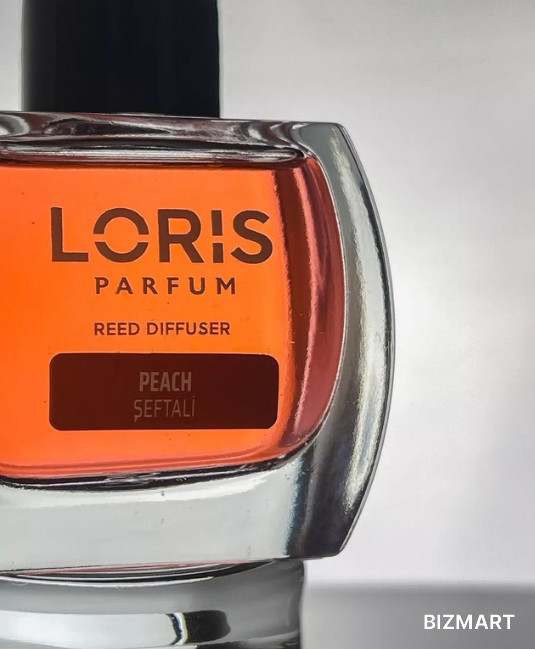 LORIS
PARFUM
REED DIFFUSER
PEACH
ŞEFTALİ
BIZMART